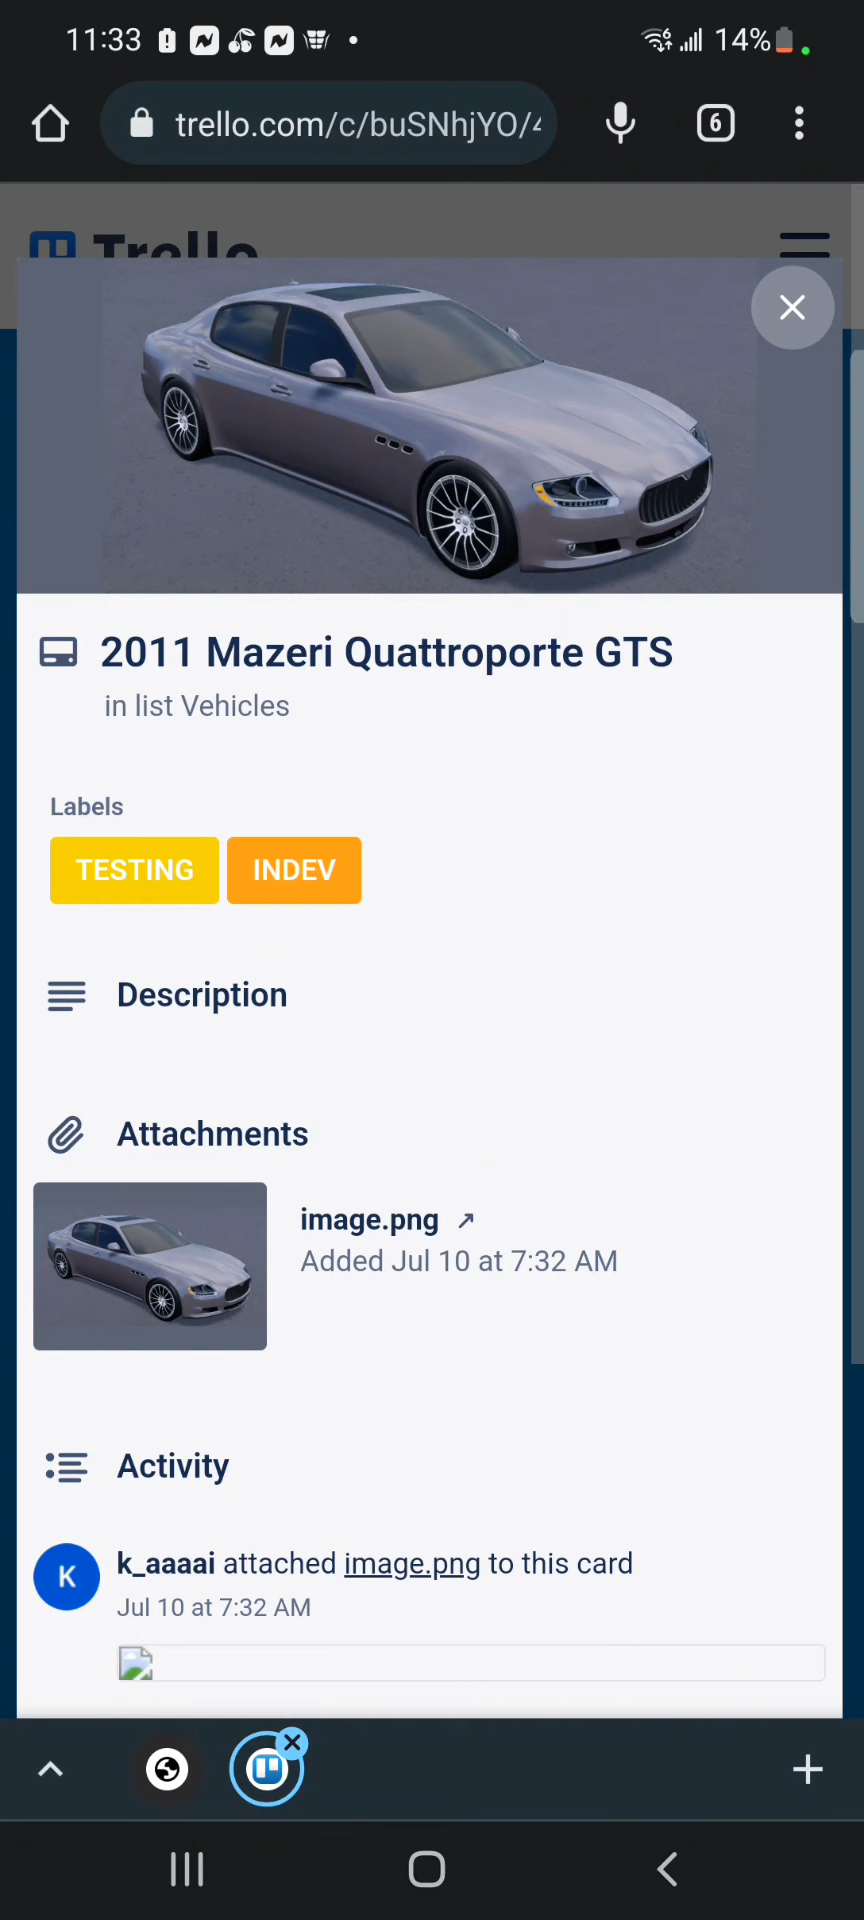 11:33
14%
trello.com/c/buSNhjYO/4
6
Trello
2011 Mazeri Quattroporte GTS
in list Vehicles
Labels
TESTING INDEV
Description
Attachments
image.png
Added Jul 10 at 7:32 AM
Activity
K
k_aaaai attached image.png to this card
Jul 10 at 7:32 AM